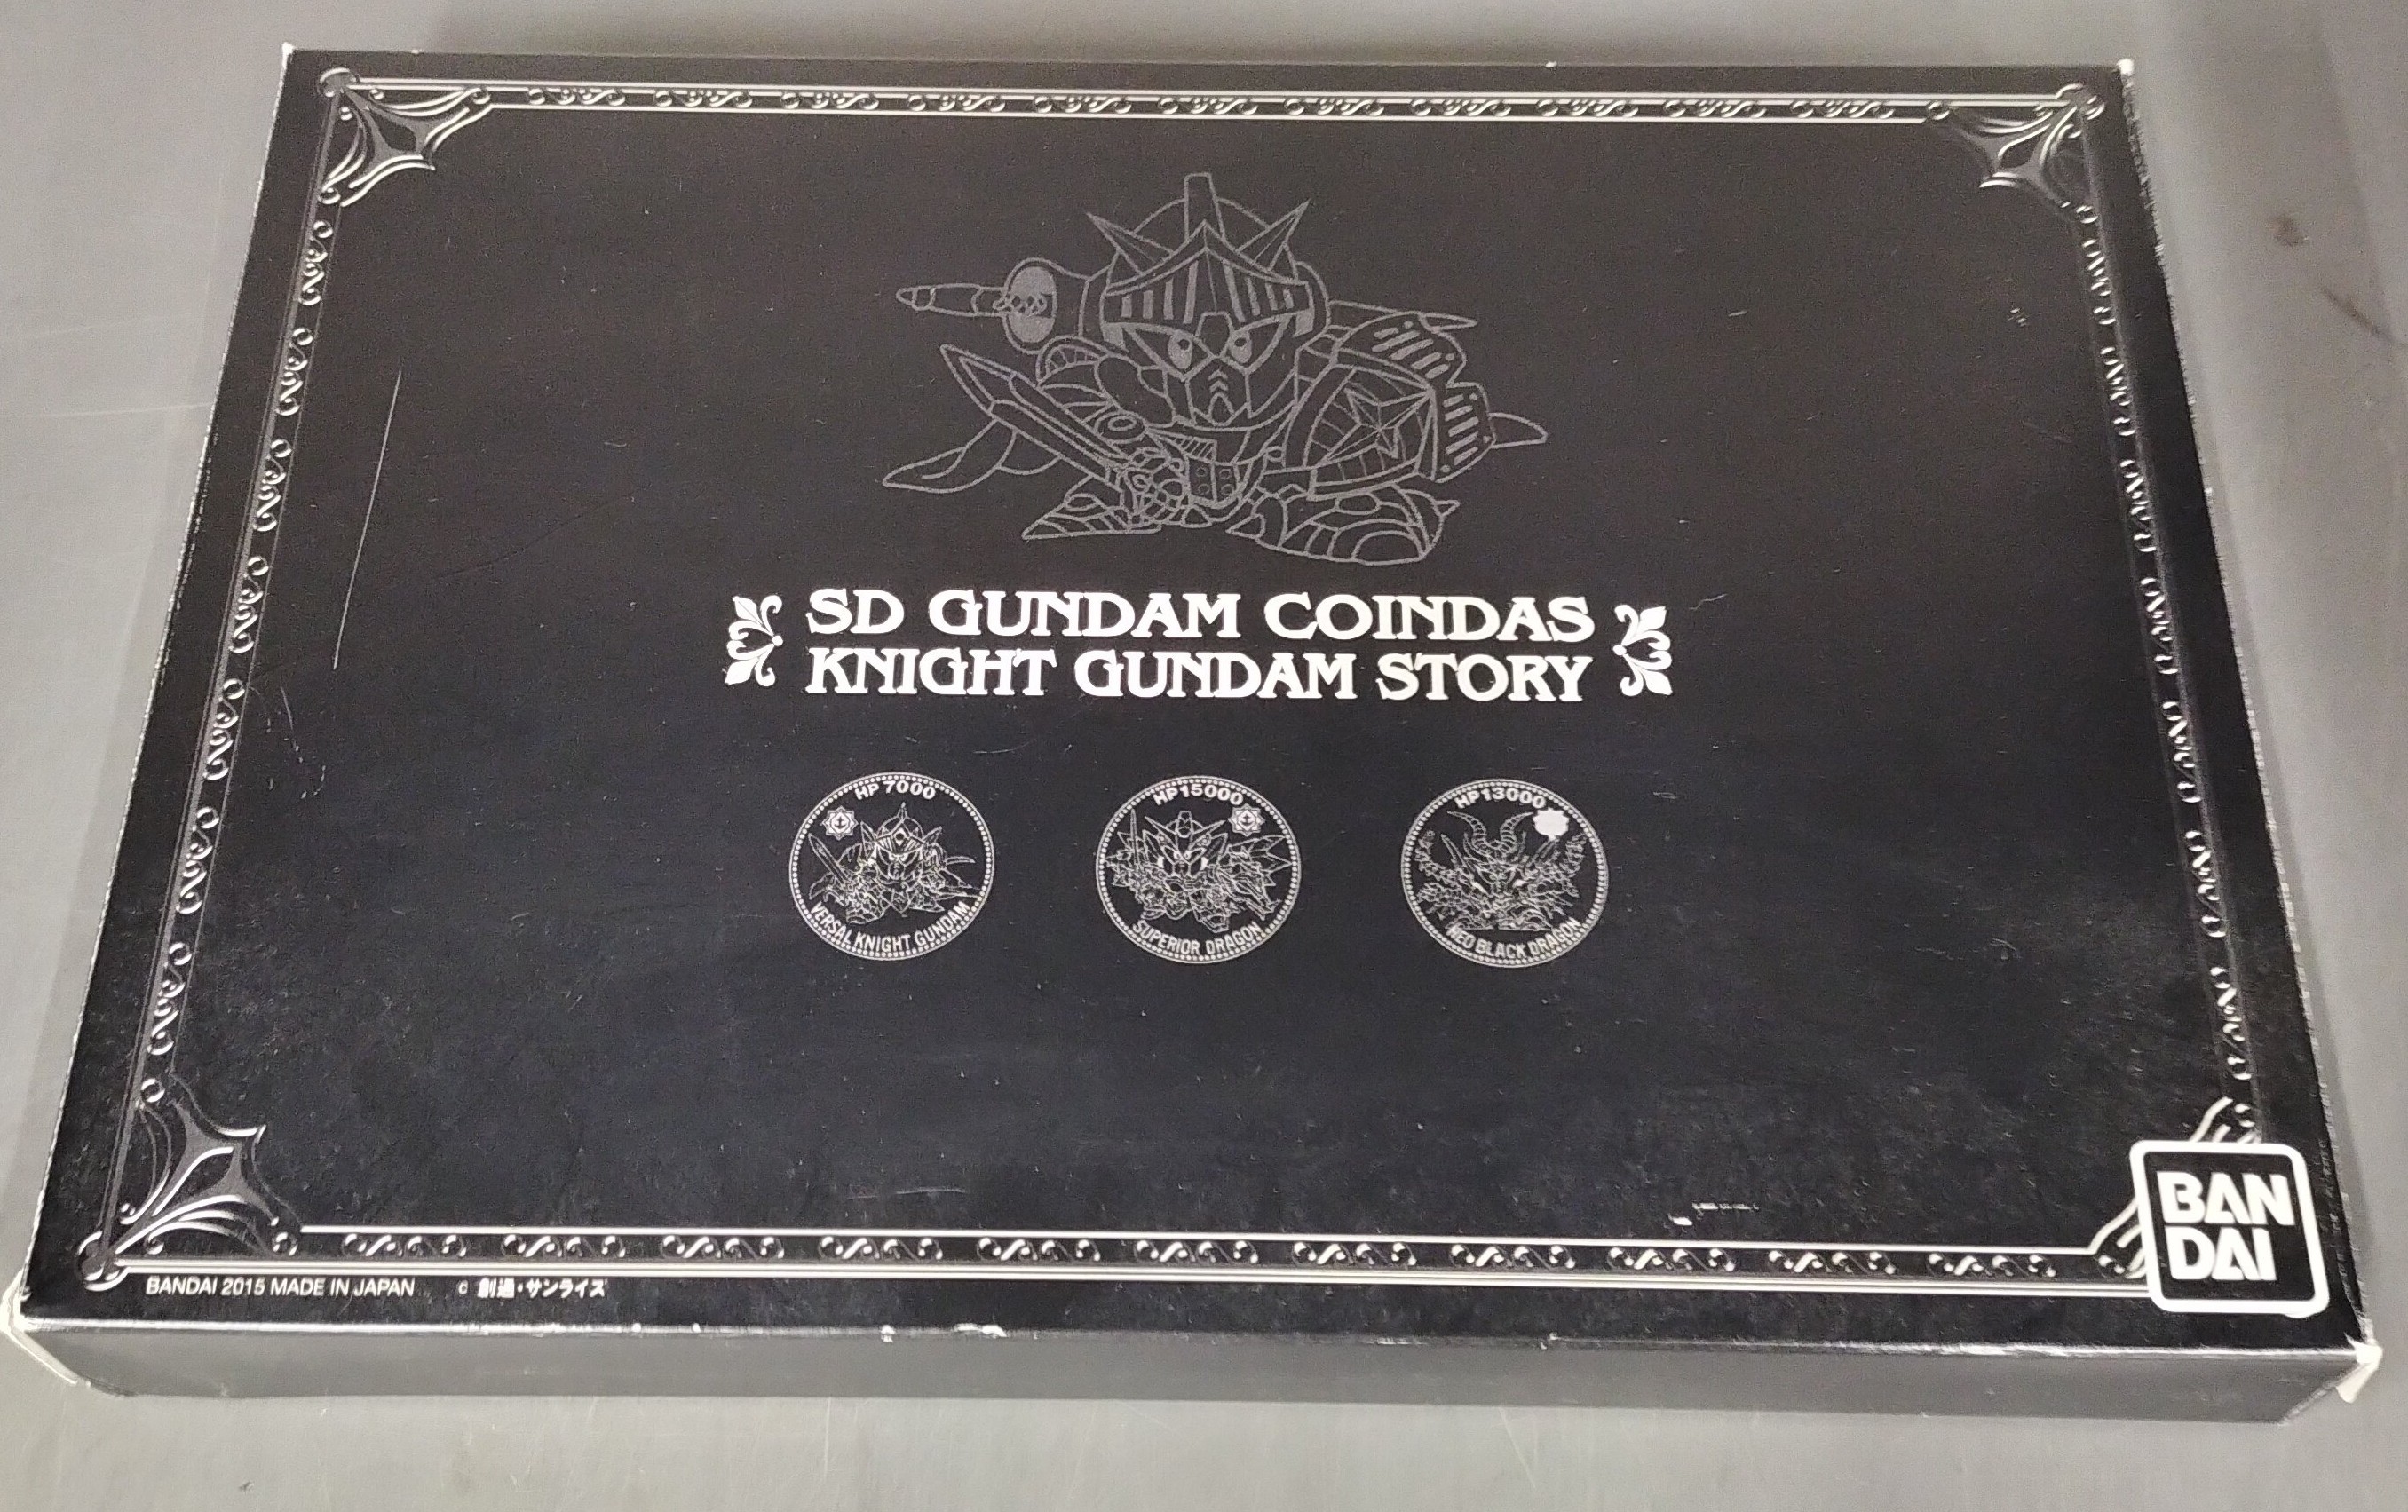 SD GUNDAM COINDAS
KNIGHT GUNDAM STORY
HP 7000
VERSAL KNIGHT GUNDAM
HP15000
SUPERIOR DRAGON
HP13000
NEO BLACK DRAGON
BAN
DAI
BANDAI 2015 MADE IN JAPAN
c 創通・サンライズ